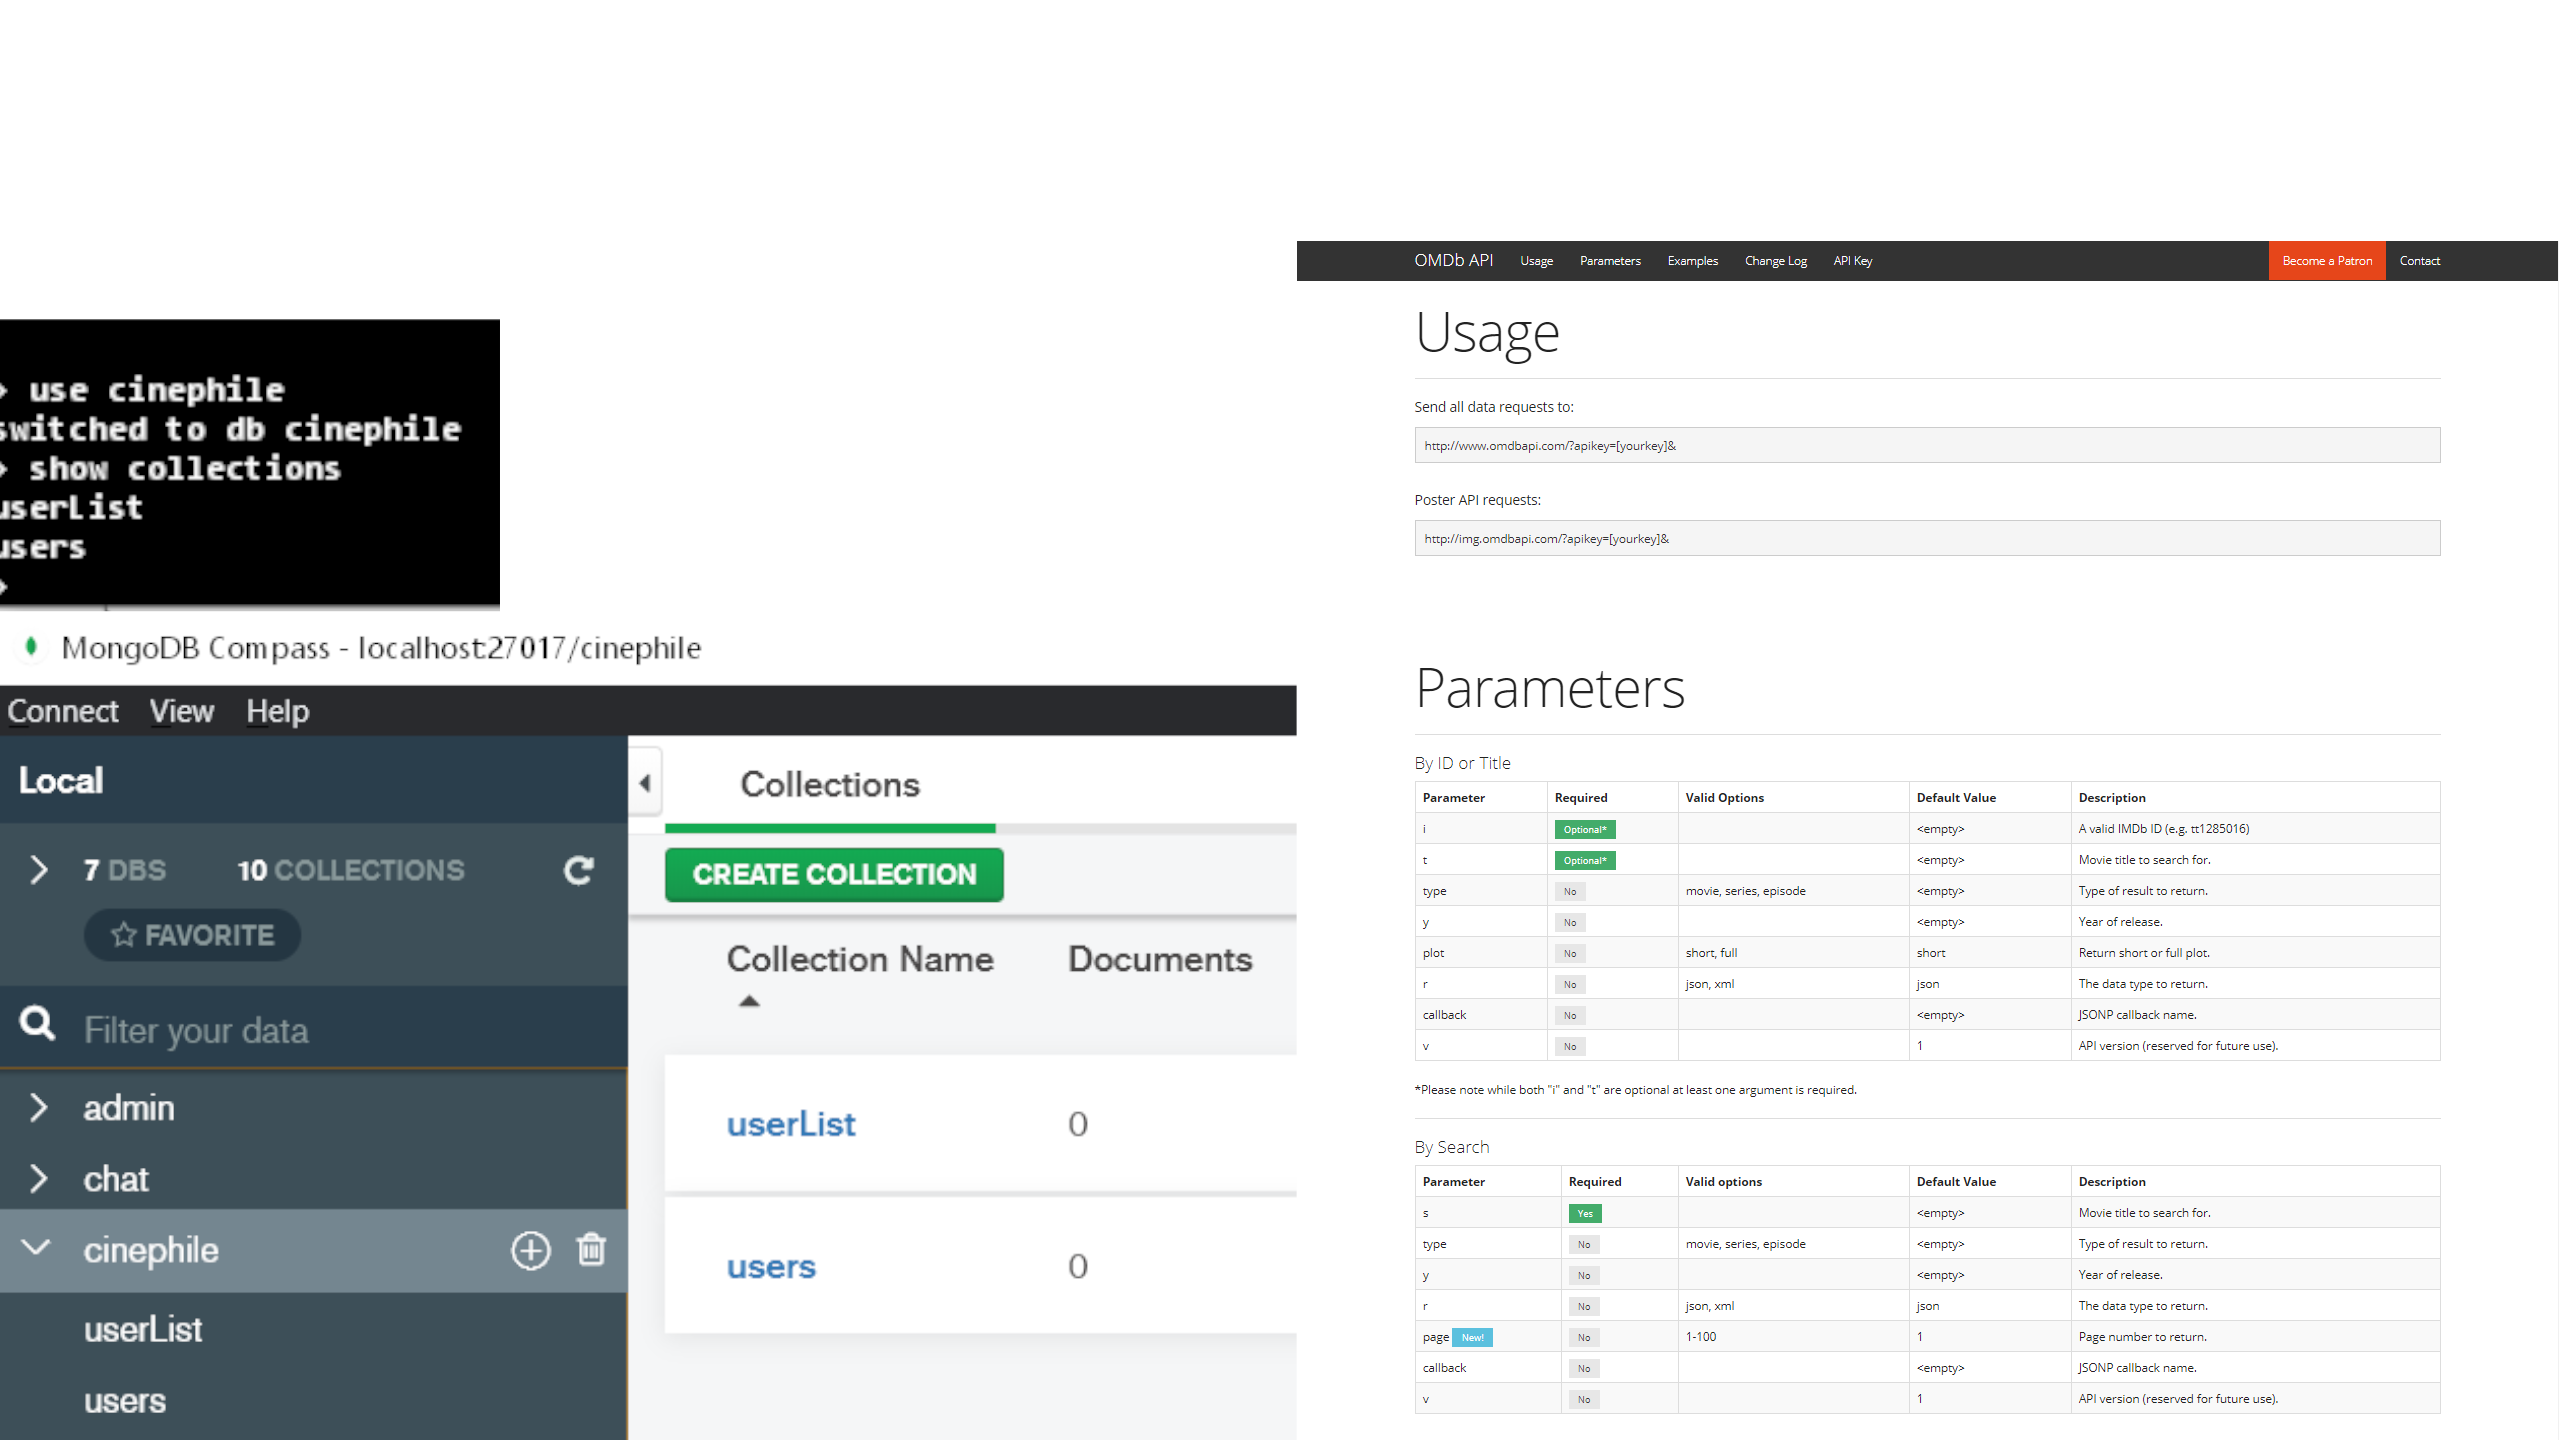 > use cinephile
switched to db cinephile
> show collections
userList
users
>
MongoDB Compass - localhost:27017/cinephile
Connect View Help
Local
7 DBS 10 COLLECTIONS
FAVORITE
Filter your data
admin
chat
cinephile
userList
users
Collections
CREATE COLLECTION
Collection Name Documents
userList 0
users 0
OMDb API Usage Parameters Examples Change Log API Key Become a Patron Contact
Usage
Send all data requests to:
http://www.omdbapi.com/?apikey=[yourkey]&
Poster API requests:
http://img.omdbapi.com/?apikey=[yourkey]&
Parameters
By ID or Title
Parameter Required Valid Options Default Value Description
i Optional* <empty> A valid IMDb ID (e.g. tt1285016)
t Optional* <empty> Movie title to search for.
type No movie, series, episode <empty> Type of result to return.
y No <empty> Year of release.
plot No short, full short Return short or full plot.
r No json, xml json The data type to return.
callback No <empty> JSONP callback name.
v No 1 API version (reserved for future use).
*Please note while both "i" and "t" are optional at least one argument is required.
By Search
Parameter Required Valid options Default Value Description
s Yes <empty> Movie title to search for.
type No movie, series, episode <empty> Type of result to return.
y No <empty> Year of release.
r No json, xml json The data type to return.
page New! No 1-100 1 Page number to return.
callback No <empty> JSONP callback name.
v No 1 API version (reserved for future use).